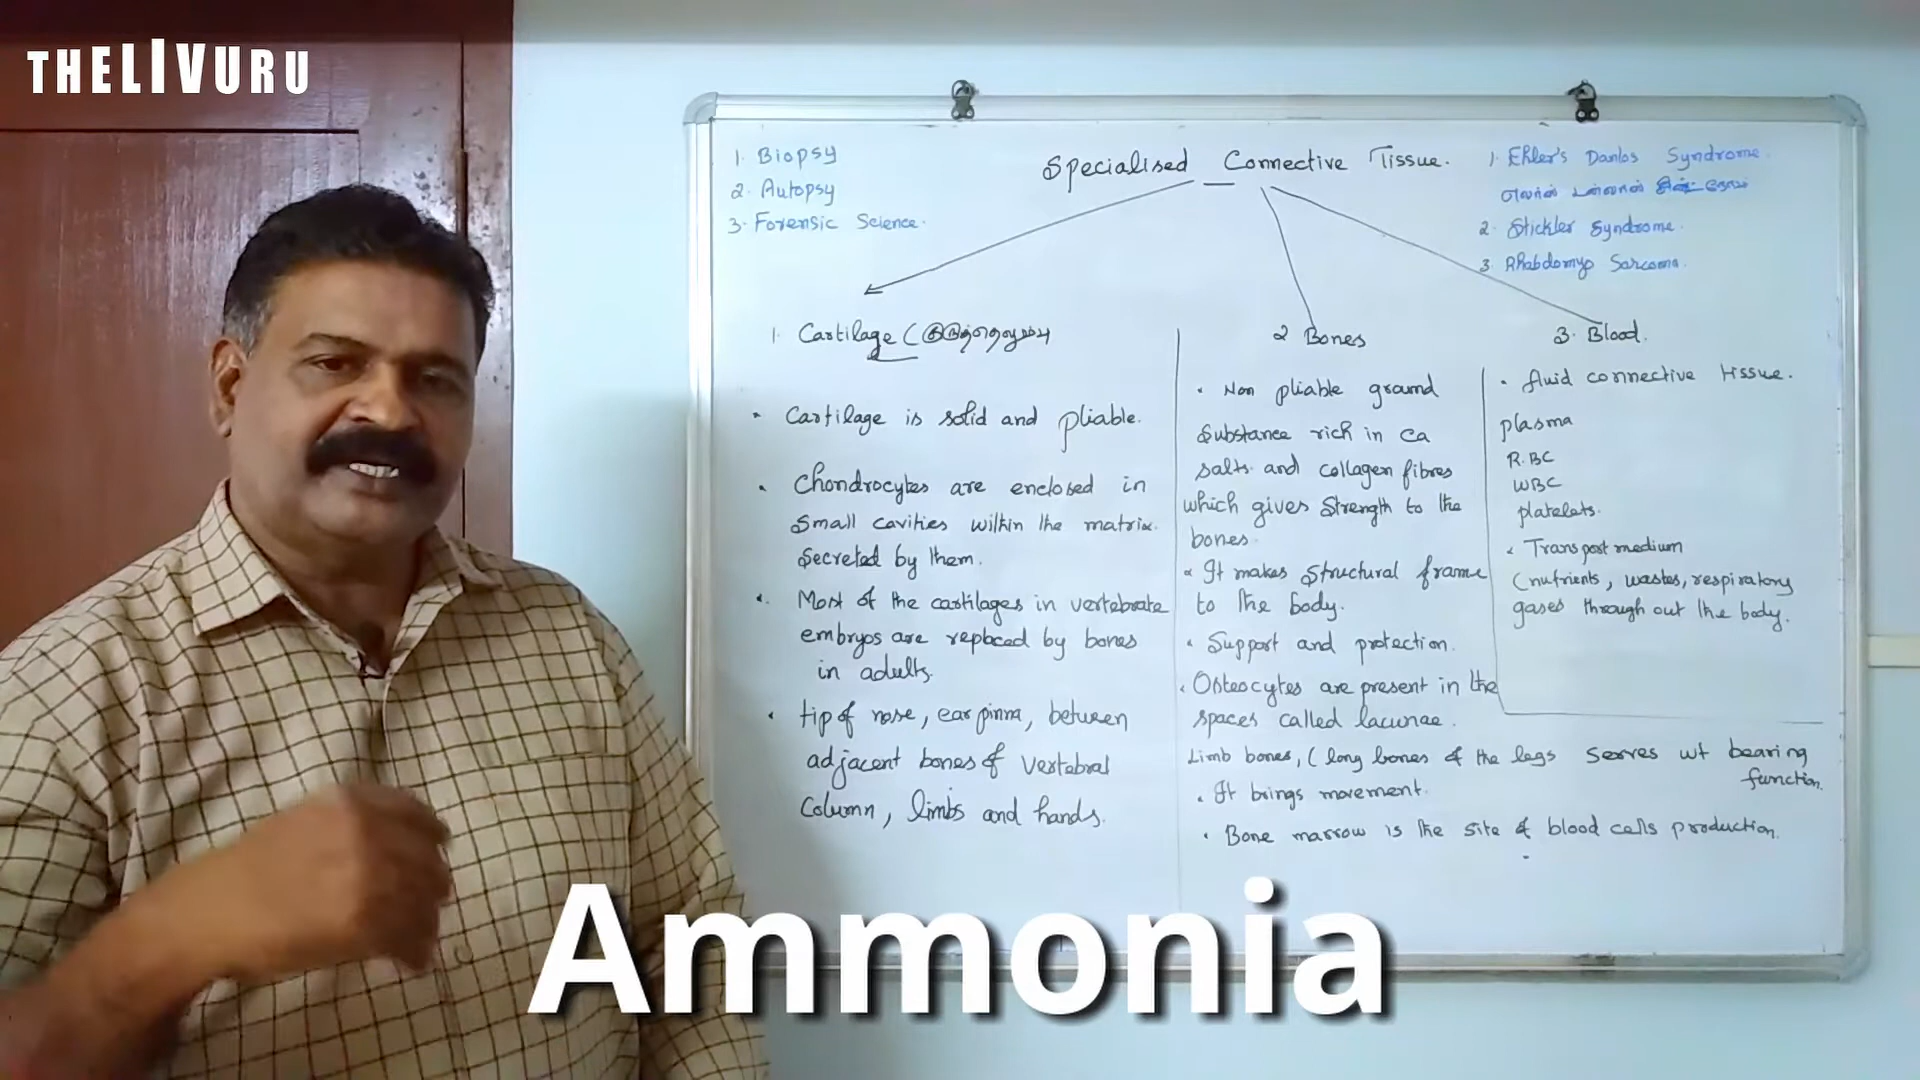 THELIVURU
1. Biopsy
2. Autopsy
3. Forensic Science.
Specialised Connective Tissue.
1. Ehler's Danlos Syndrome.
2. Stickler Syndrome.
3. Rhabdomyo Sarcoma.
1. Cartilage (
2 Bones
3. Blood.
• Cartilage is solid and pliable.
• Chondrocytes are enclosed in
small cavities within the matrix.
secreted by them.
• Most of the cartilages in vertebrate
embryos are replaced by bones
in adults.
• tip of nose, ear pinna, between
adjacent bones of vertebral
column, limbs and hands.
• Non pliable ground
substance rich in ca
salts. and collagen fibres
which gives strength to the
bones.
• It makes structural frame
to the body.
• Support and protection.
• Osteocytes are present in the
spaces called lacunae.
Limb bones, (long bones of the legs serves wt bearing
function.
• It brings movement.
• Bone marrow is the site of blood cells production.
• fluid connective tissue.
plasma
R.BC
WBC
platelets.
• Transport medium
(nutrients, wastes, respiratory
gases through out the body.
Ammonia